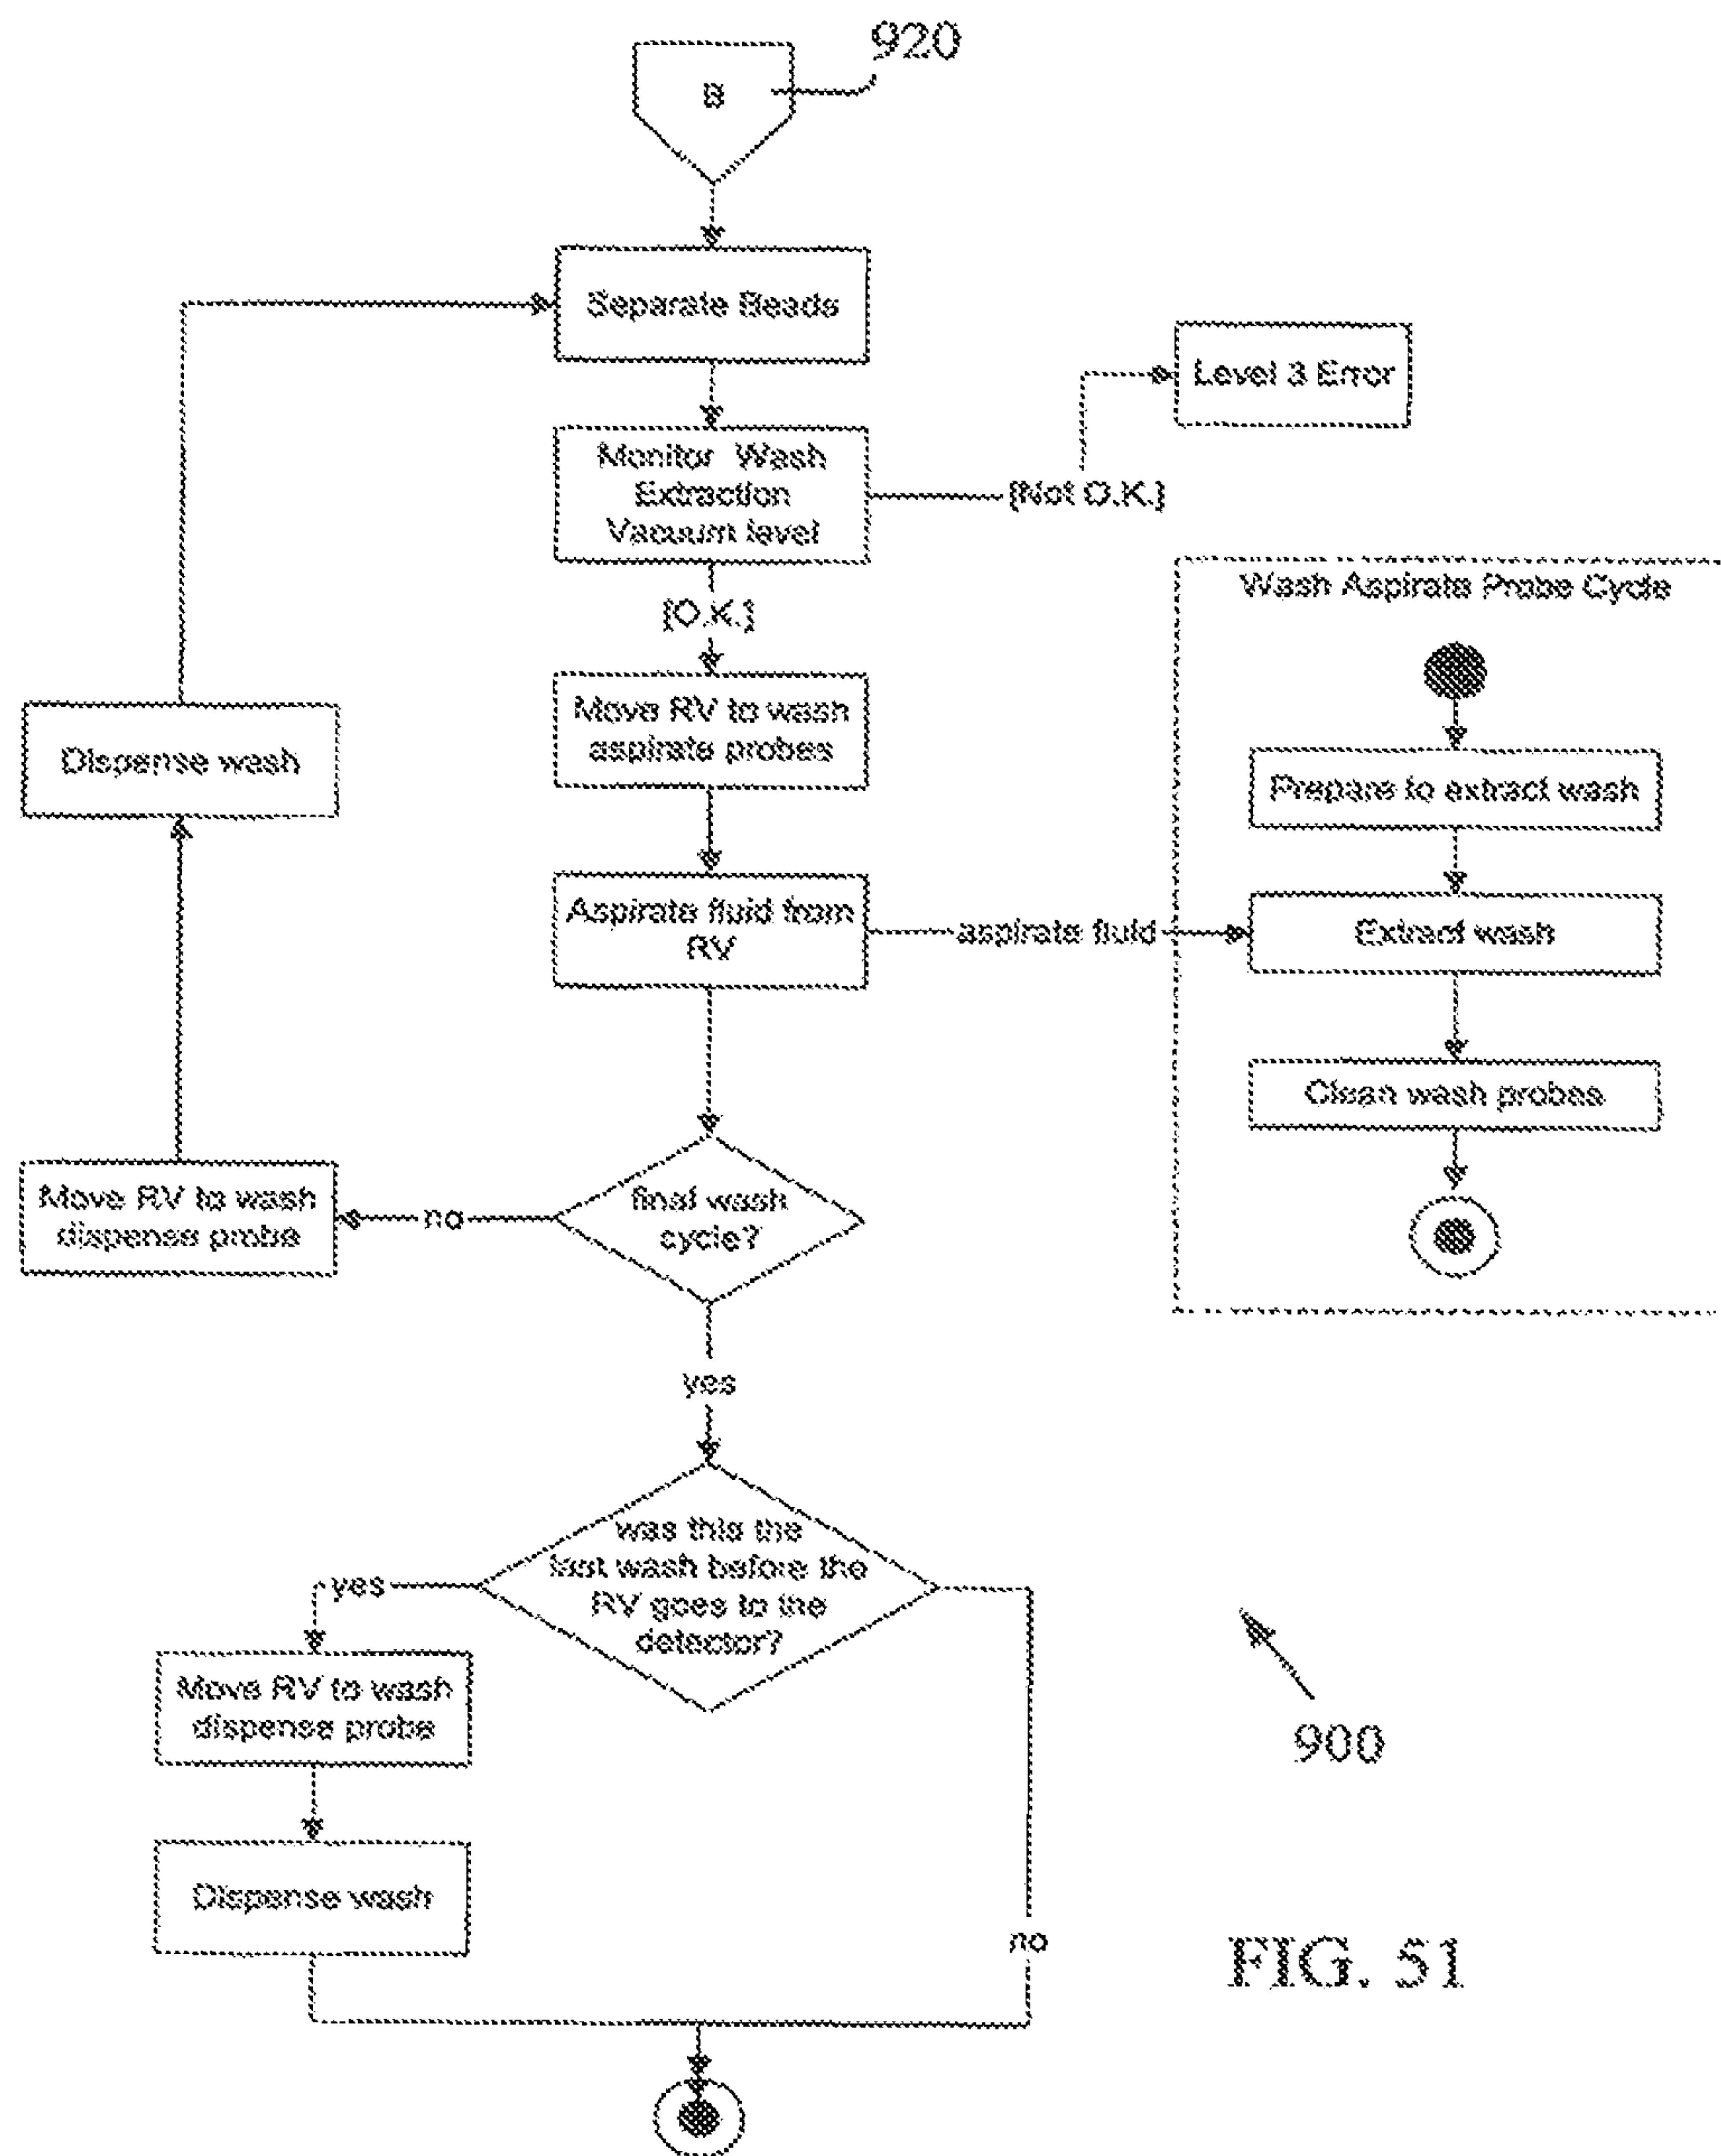 920
B
Separate Beads
Level 3 Error
Monitor Wash
Extraction
Vacuum level
[Not O.K.]
[O.K.]
Wash Aspirate Probe Cycle
Move RV to wash
aspirate probes
Dispense wash
Prepare to extract wash
Aspirate fluid from
RV
aspirate fluid
Extract wash
Clean wash probes
Move RV to wash
dispense probe
no
final wash
cycle?
yes
was this the
last wash before the
RV goes to the
detector?
yes
Move RV to wash
dispense probe
900
Dispense wash
no
FIG. 51